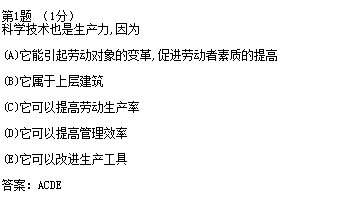 第1题 （1分）
科学技术也是生产力,因为
(A)它能引起劳动对象的变革,促进劳动者素质的提高
(B)它属于上层建筑
(C)它可以提高劳动生产率
(D)它可以提高管理效率
(E)它可以改进生产工具
答案: ACDE